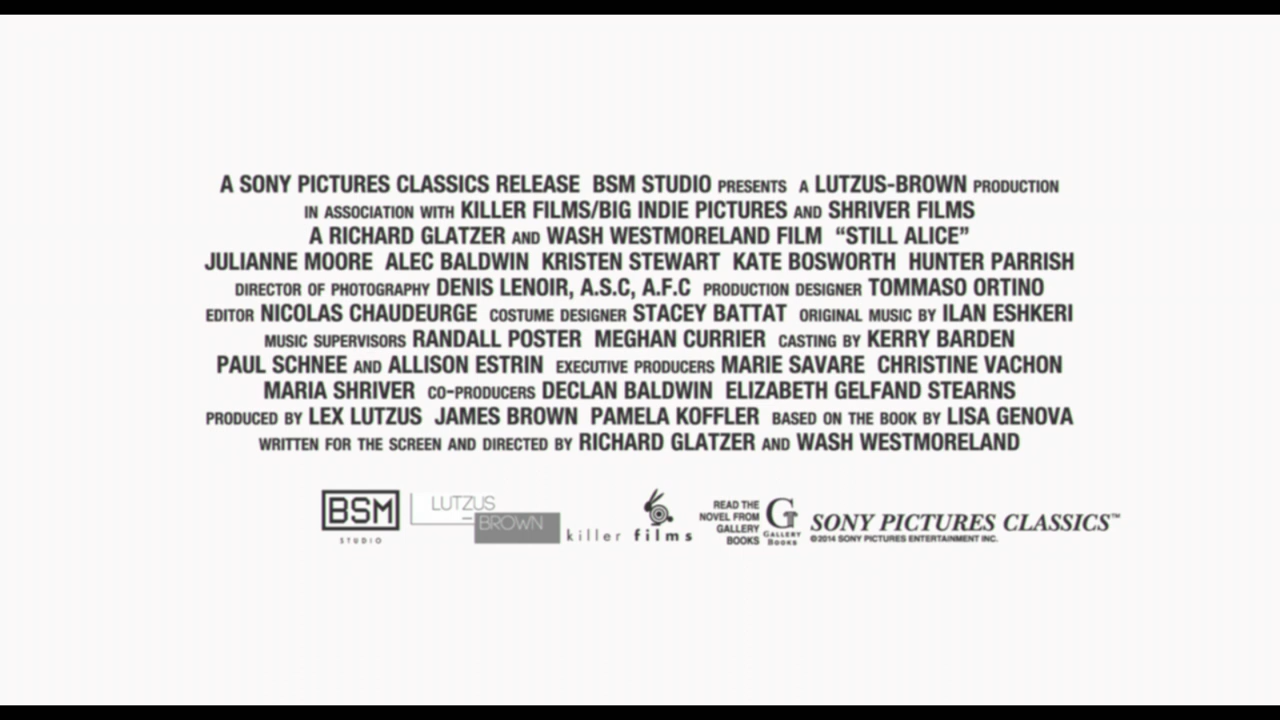 A SONY PICTURES CLASSICS RELEASE BSM STUDIO PRESENTS A LUTZUS-BROWN PRODUCTION
IN ASSOCIATION WITH KILLER FILMS/BIG INDIE PICTURES AND SHRIVER FILMS
A RICHARD GLATZER AND WASH WESTMORELAND FILM “STILL ALICE”
JULIANNE MOORE ALEC BALDWIN KRISTEN STEWART KATE BOSWORTH HUNTER PARRISH
DIRECTOR OF PHOTOGRAPHY DENIS LENOIR, A.S.C, A.F.C PRODUCTION DESIGNER TOMMASO ORTINO
EDITOR NICOLAS CHAUDEURGE COSTUME DESIGNER STACEY BATTAT ORIGINAL MUSIC BY ILAN ESHKERI
MUSIC SUPERVISORS RANDALL POSTER MEGHAN CURRIER CASTING BY KERRY BARDEN
PAUL SCHNEE AND ALLISON ESTRIN EXECUTIVE PRODUCERS MARIE SAVARE CHRISTINE VACHON
MARIA SHRIVER CO-PRODUCERS DECLAN BALDWIN ELIZABETH GELFAND STEARNS
PRODUCED BY LEX LUTZUS JAMES BROWN PAMELA KOFFLER BASED ON THE BOOK BY LISA GENOVA
WRITTEN FOR THE SCREEN AND DIRECTED BY RICHARD GLATZER AND WASH WESTMORELAND
BSM
STUDIO
LUTZUS
–BROWN
killer films
READ THE
NOVEL FROM
GALLERY
BOOKS
G
GALLERY
BOOKS
SONY PICTURES CLASSICS™
©2014 SONY PICTURES ENTERTAINMENT INC.